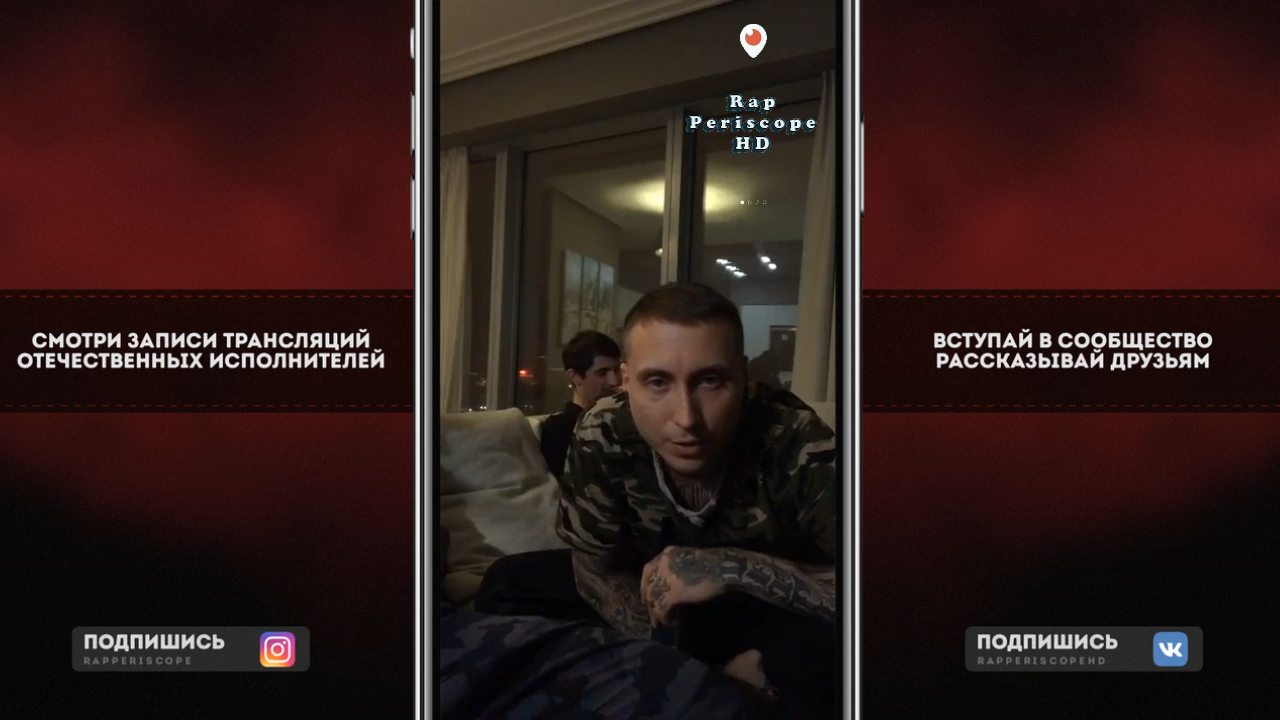 Rap
Periscope
HD
СМОТРИ ЗАПИСИ ТРАНСЛЯЦИЙ
ОТЕЧЕСТВЕННЫХ ИСПОЛНИТЕЛЕЙ
ВСТУПАЙ В СООБЩЕСТВО
РАССКАЗЫВАЙ ДРУЗЬЯМ
ПОДПИШИСЬ
RAPPERISCOPE
ПОДПИШИСЬ
RAPPERISCOPEHD